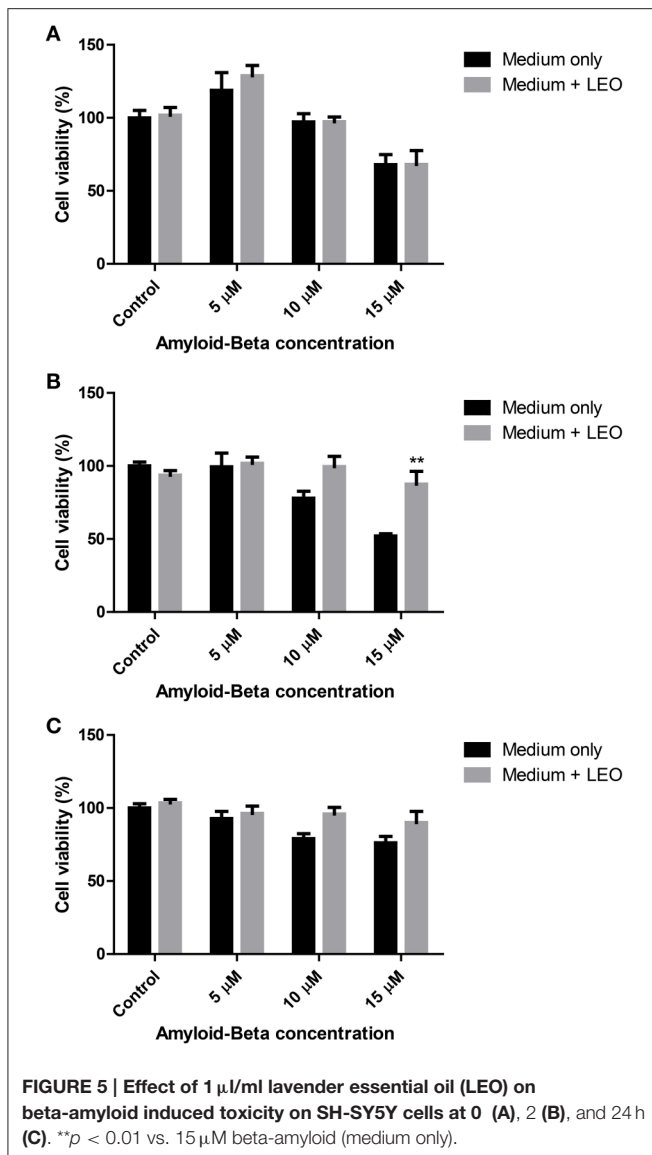 A
150
100
50
0
Cell viability (%)
Control
5 μM
10 μM
15 μM
Amyloid-Beta concentration
Medium only
Medium + LEO
B
150
100
50
0
Cell viability (%)
**
Control
5 μM
10 μM
15 μM
Amyloid-Beta concentration
Medium only
Medium + LEO
C
150
100
50
0
Cell viability (%)
Control
5 μM
10 μM
15 μM
Amyloid-Beta concentration
Medium only
Medium + LEO
FIGURE 5 | Effect of 1 μl/ml lavender essential oil (LEO) on
beta-amyloid induced toxicity on SH-SY5Y cells at 0 (A), 2 (B), and 24 h
(C). **p < 0.01 vs. 15 μM beta-amyloid (medium only).